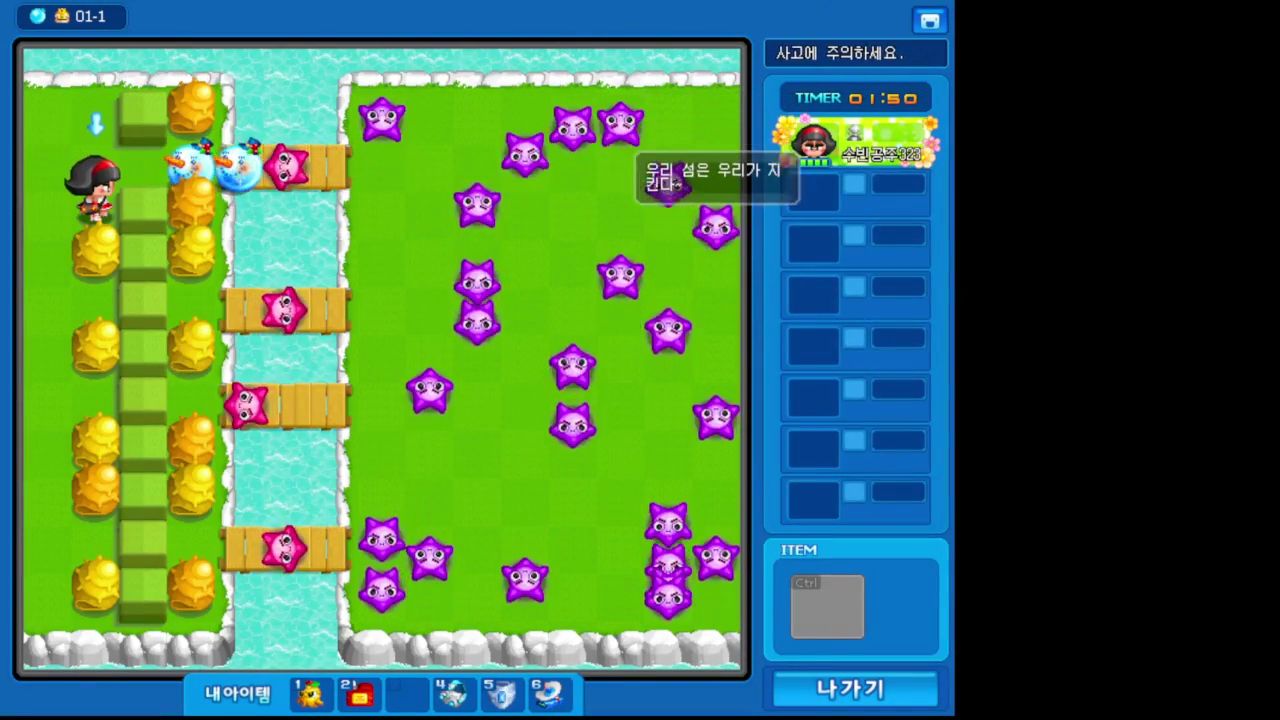 01-1
사고에 주의하세요.
TIMER 01:50
수빈공주323
우리 섬은 우리가 지
킨다~
ITEM
Ctrl
내 아이템
1
2
4
5
6
나가기